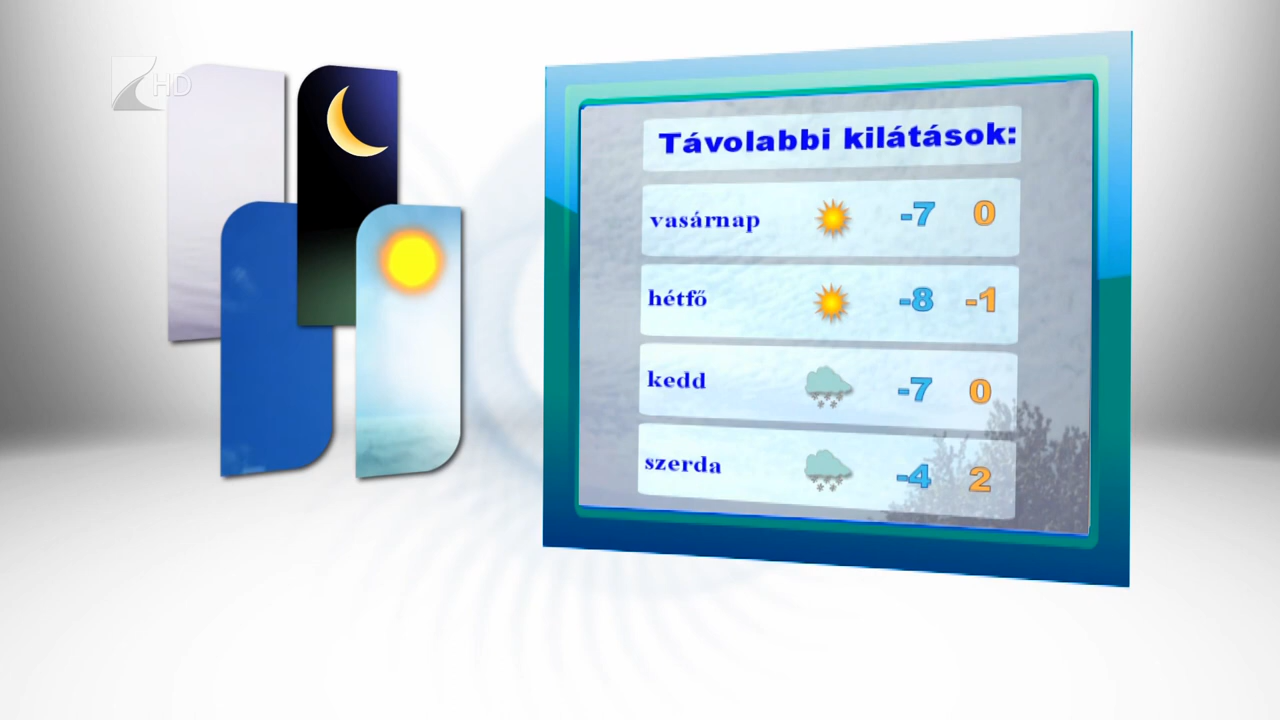 HD
Távolabbi kilátások:
vasárnap -7 0
hétfő -8 -1
kedd -7 0
szerda -4 2